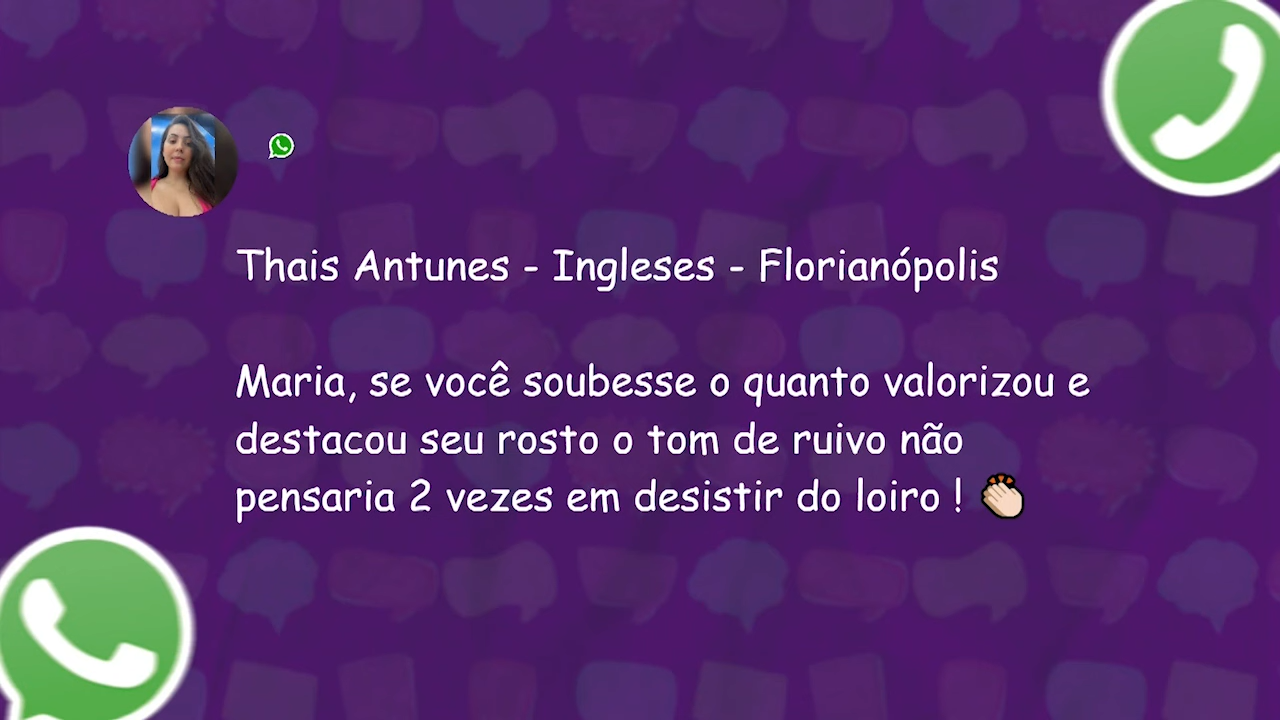 Thais Antunes - Ingleses - Florianópolis
Maria, se você soubesse o quanto valorizou e
destacou seu rosto o tom de ruivo não
pensaria 2 vezes em desistir do loiro ! 👏🏻